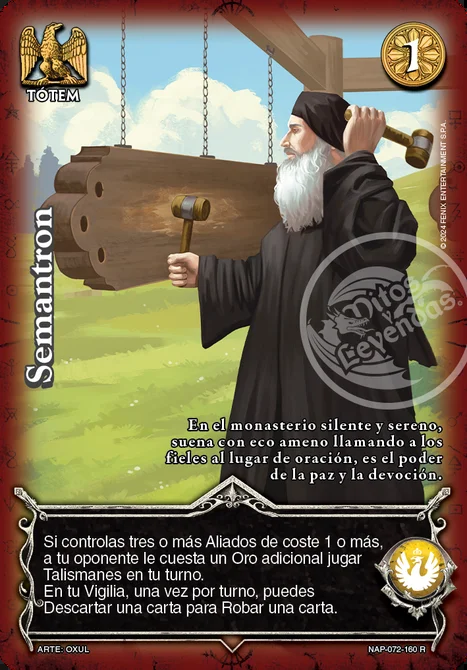 TÓTEM
1
© 2024 FENIX ENTERTAINMENT S.P.A.
Semantron
Mitos
y
Leyendas
En el monasterio silente y sereno,
suena con eco ameno llamando a los
fieles al lugar de oración, es el poder
de la paz y la devoción.
Si controlas tres o más Aliados de coste 1 o más,
a tu oponente le cuesta un Oro adicional jugar
Talismanes en tu turno.
En tu Vigilia, una vez por turno, puedes
Descartar una carta para Robar una carta.
ARTE: OXUL
NAP-072-160 R